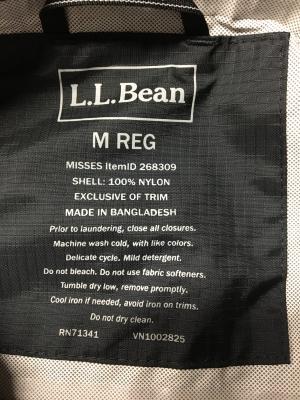 L.L.Bean
M REG
MISSES ItemID 268309
SHELL: 100% NYLON
EXCLUSIVE OF TRIM
MADE IN BANGLADESH
Prior to laundering, close all closures.
Machine wash cold, with like colors.
Delicate cycle. Mild detergent.
Do not bleach. Do not use fabric softeners.
Tumble dry low, remove promptly.
Cool iron if needed, avoid iron on trims.
Do not dry clean.
RN71341 VN1002825